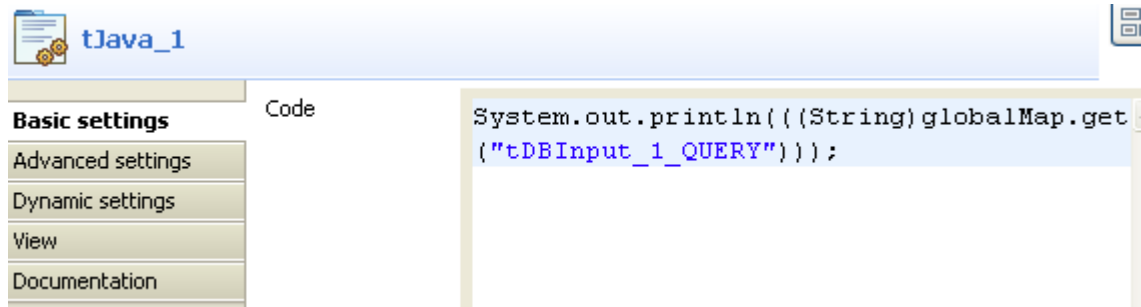 tJava_1
Basic settings
Advanced settings
Dynamic settings
View
Documentation
Code
System.out.println(((String)globalMap.get
("tDBInput_1_QUERY")));